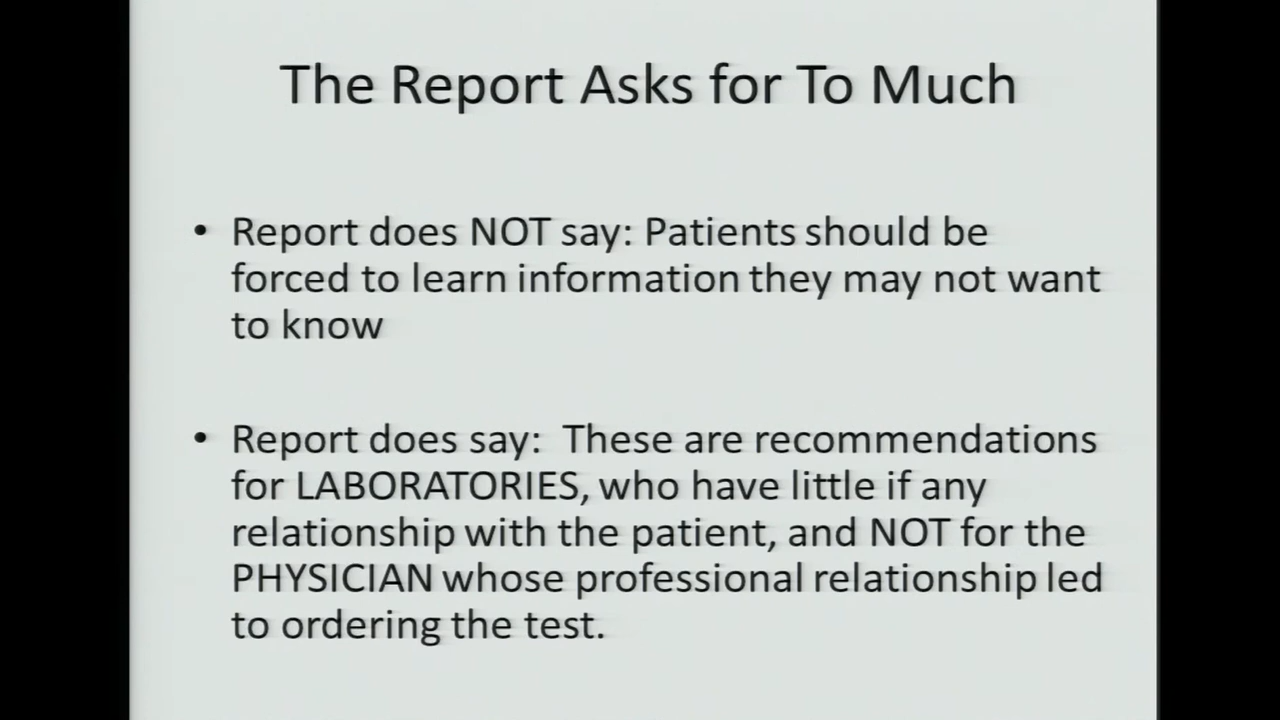 The Report Asks for To Much
• Report does NOT say: Patients should be
forced to learn information they may not want
to know
• Report does say:  These are recommendations
for LABORATORIES, who have little if any
relationship with the patient, and NOT for the
PHYSICIAN whose professional relationship led
to ordering the test.